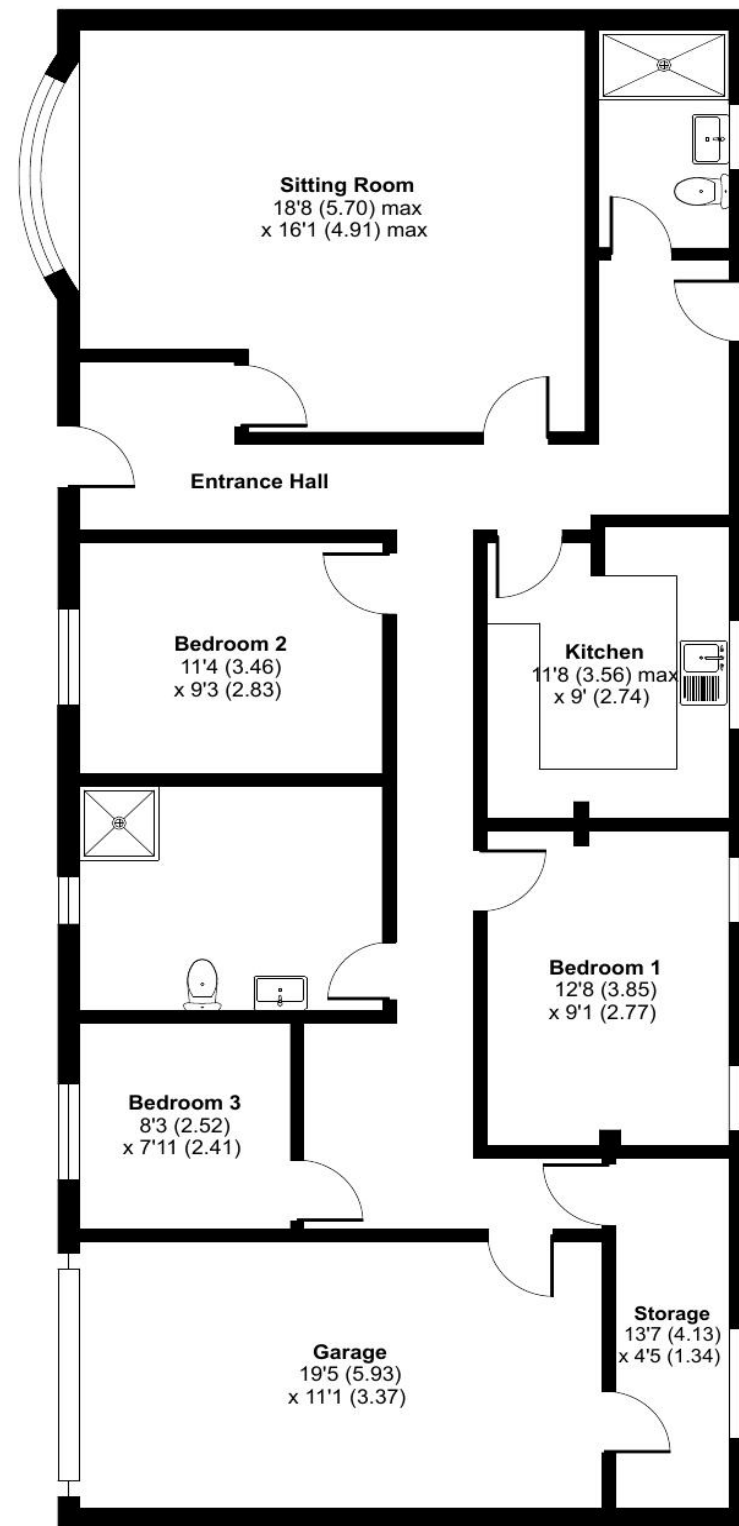 Sitting Room
18'8 (5.70) max
x 16'1 (4.91) max
Entrance Hall
Bedroom 2
11'4 (3.46)
x 9'3 (2.83)
Kitchen
11'8 (3.56) max
x 9' (2.74)
Bedroom 1
12'8 (3.85)
x 9'1 (2.77)
Bedroom 3
8'3 (2.52)
x 7'11 (2.41)
Storage
13'7 (4.13)
x 4'5 (1.34)
Garage
19'5 (5.93)
x 11'1 (3.37)